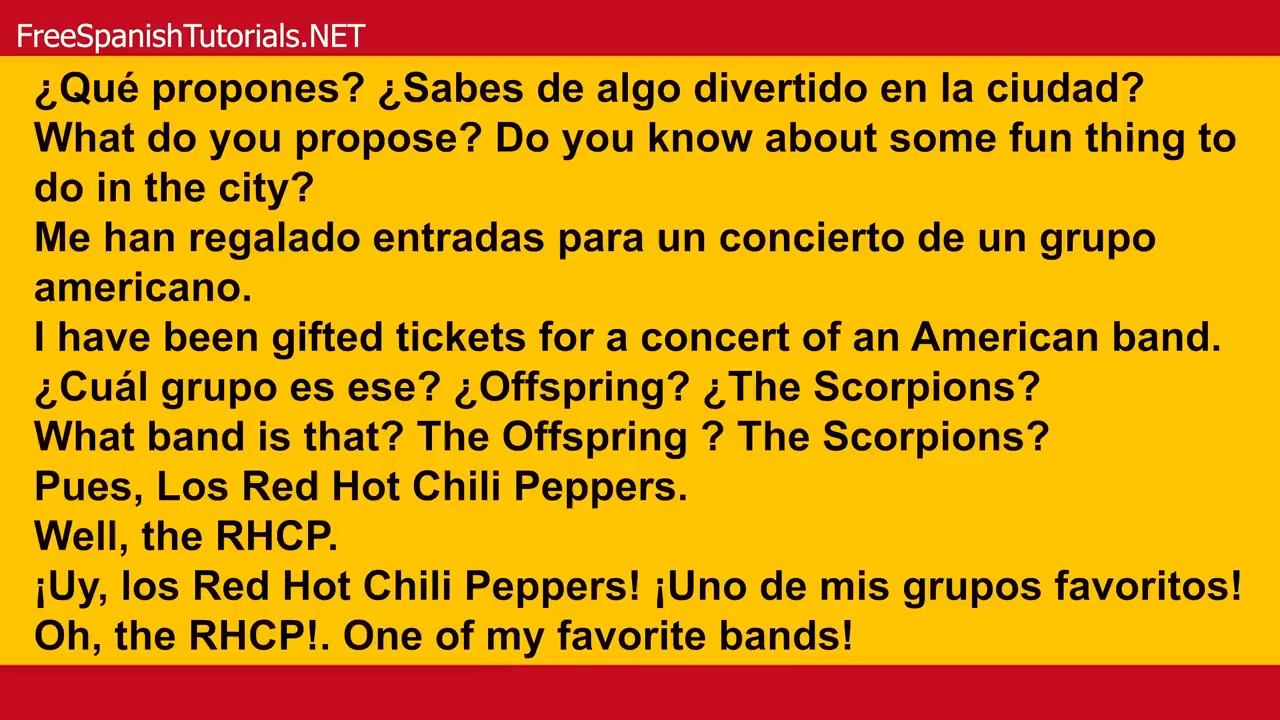 FreeSpanishTutorials.NET
¿Qué propones? ¿Sabes de algo divertido en la ciudad?
What do you propose? Do you know about some fun thing to
do in the city?
Me han regalado entradas para un concierto de un grupo
americano.
I have been gifted tickets for a concert of an American band.
¿Cuál grupo es ese? ¿Offspring? ¿The Scorpions?
What band is that? The Offspring ? The Scorpions?
Pues, Los Red Hot Chili Peppers.
Well, the RHCP.
¡Uy, los Red Hot Chili Peppers! ¡Uno de mis grupos favoritos!
Oh, the RHCP!. One of my favorite bands!